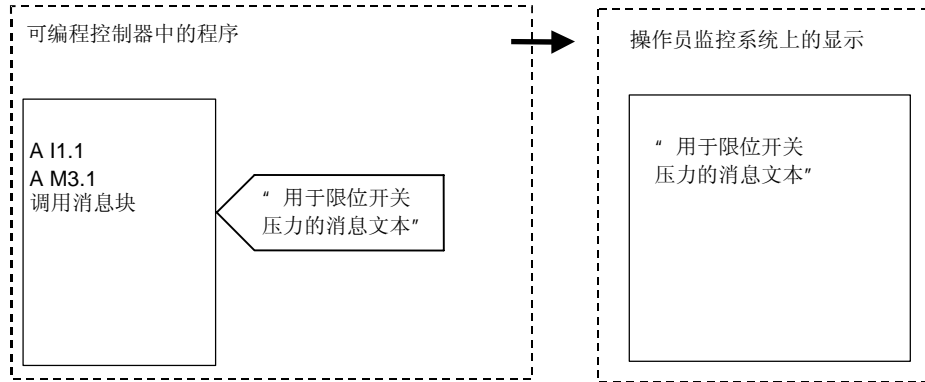 可编程控制器中的程序
A I1.1
A M3.1
调用消息块
“ 用于限位开关
压力的消息文本”
操作员监控系统上的显示
“ 用于限位开关
压力的消息文本”